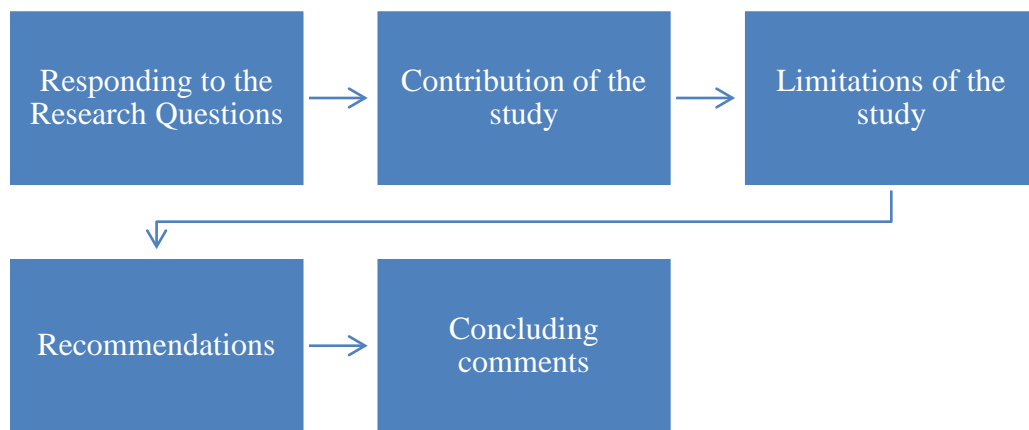 Responding to the
Research Questions
Contribution of the
study
Limitations of the
study
Recommendations
Concluding
comments